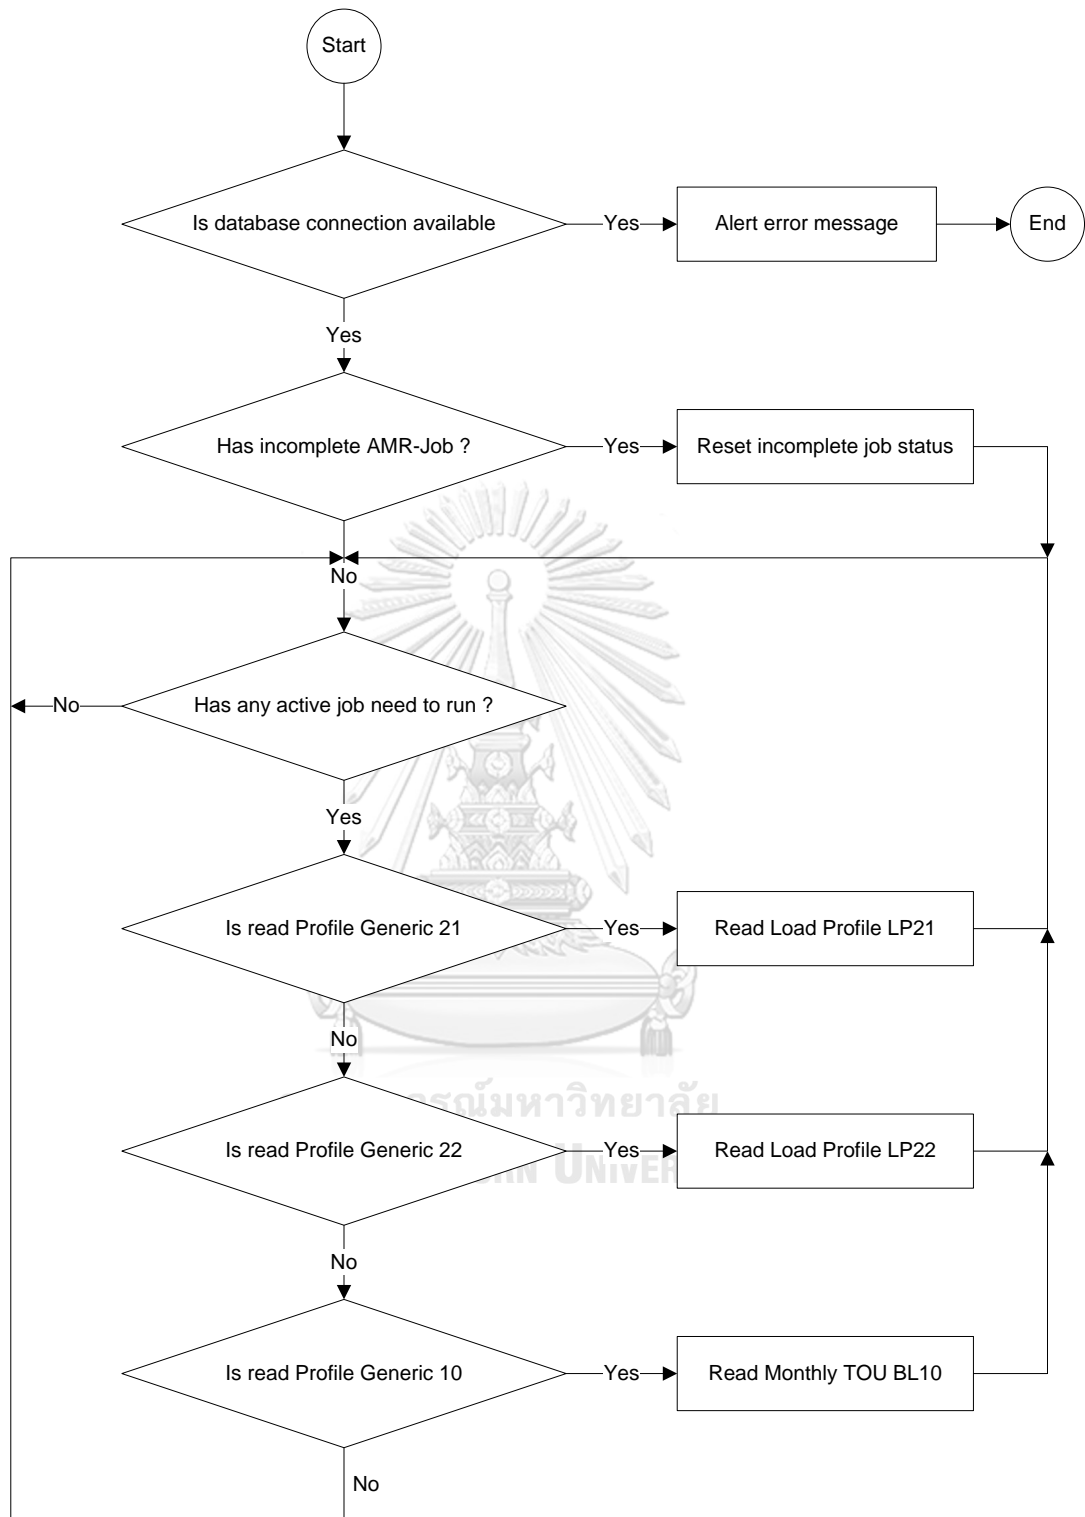 Start
Is database connection available
Yes
Alert error message
End
Yes
Has incomplete AMR-Job ?
Yes
Reset incomplete job status
No
Has any active job need to run ?
No
Yes
Is read Profile Generic 21
Yes
Read Load Profile LP21
No
Is read Profile Generic 22
Yes
Read Load Profile LP22
No
Is read Profile Generic 10
Yes
Read Monthly TOU BL10
No